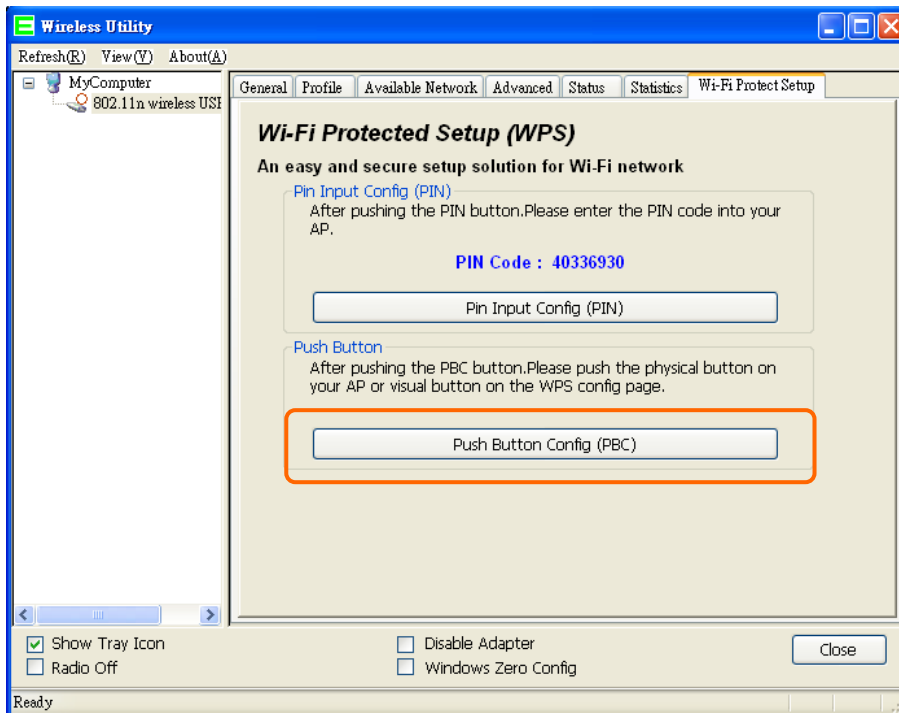 Wireless Utility
Refresh(R) View(V) About(A)
MyComputer
802.11n wireless USB
General Profile Available Network Advanced Status Statistics Wi-Fi Protect Setup
Wi-Fi Protected Setup (WPS)
An easy and secure setup solution for Wi-Fi network
Pin Input Config (PIN)
After pushing the PIN button.Please enter the PIN code into your
AP.
PIN Code : 40336930
Pin Input Config (PIN)
Push Button
After pushing the PBC button.Please push the physical button on
your AP or visual button on the WPS config page.
Push Button Config (PBC)
Show Tray Icon
Disable Adapter
Close
Radio Off
Windows Zero Config
Ready